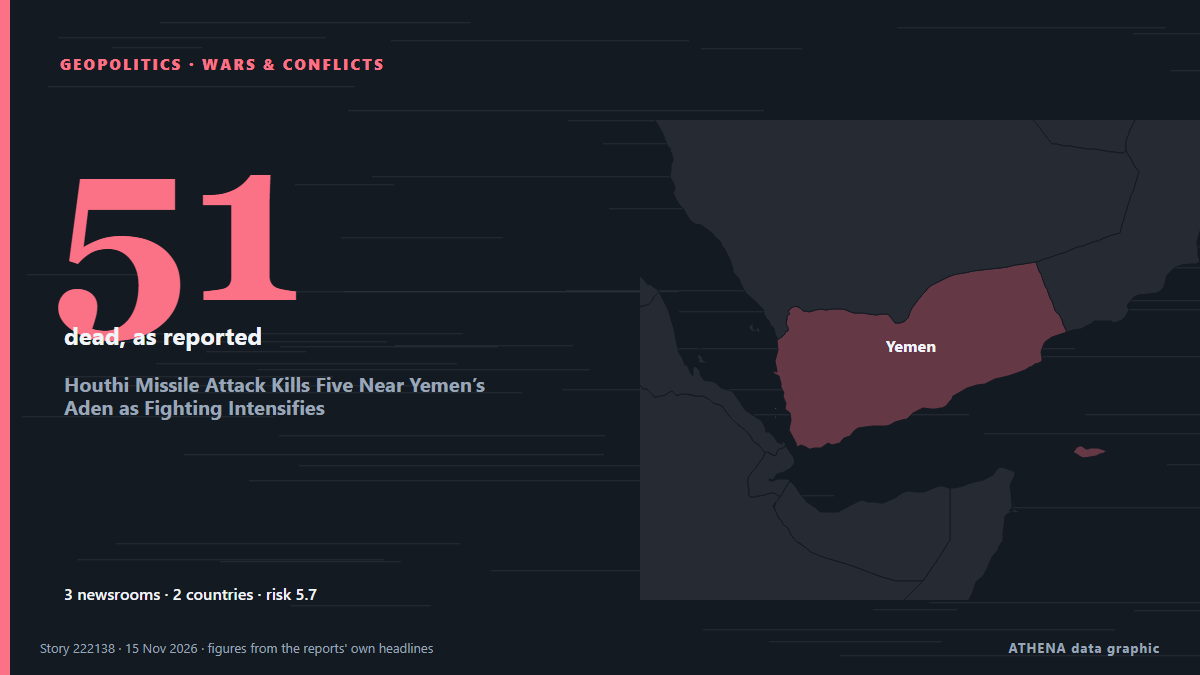 GEOPOLITICS · WARS & CONFLICTS
51
dead, as reported
Houthi Missile Attack Kills Five Near Yemen’s
Aden as Fighting Intensifies
Yemen
3 newsrooms · 2 countries · risk 5.7
Story 222138 · 15 Nov 2026 · figures from the reports' own headlines
ATHENA data graphic